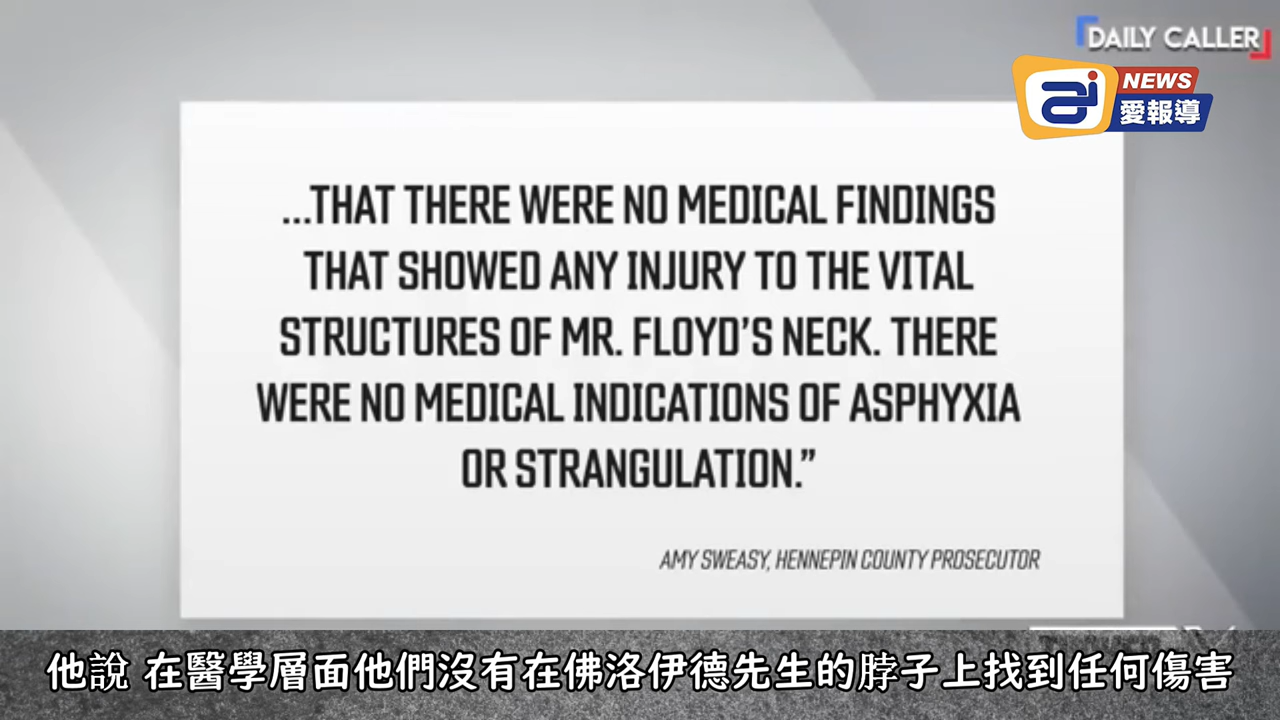 DAILY CALLER
ai NEWS
愛報導
...THAT THERE WERE NO MEDICAL FINDINGS
THAT SHOWED ANY INJURY TO THE VITAL
STRUCTURES OF MR. FLOYD'S NECK. THERE
WERE NO MEDICAL INDICATIONS OF ASPHYXIA
OR STRANGULATION.”
AMY SWEASY, HENNEPIN COUNTY PROSECUTOR
他說 在醫學層面他們沒有在佛洛伊德先生的脖子上找到任何傷害